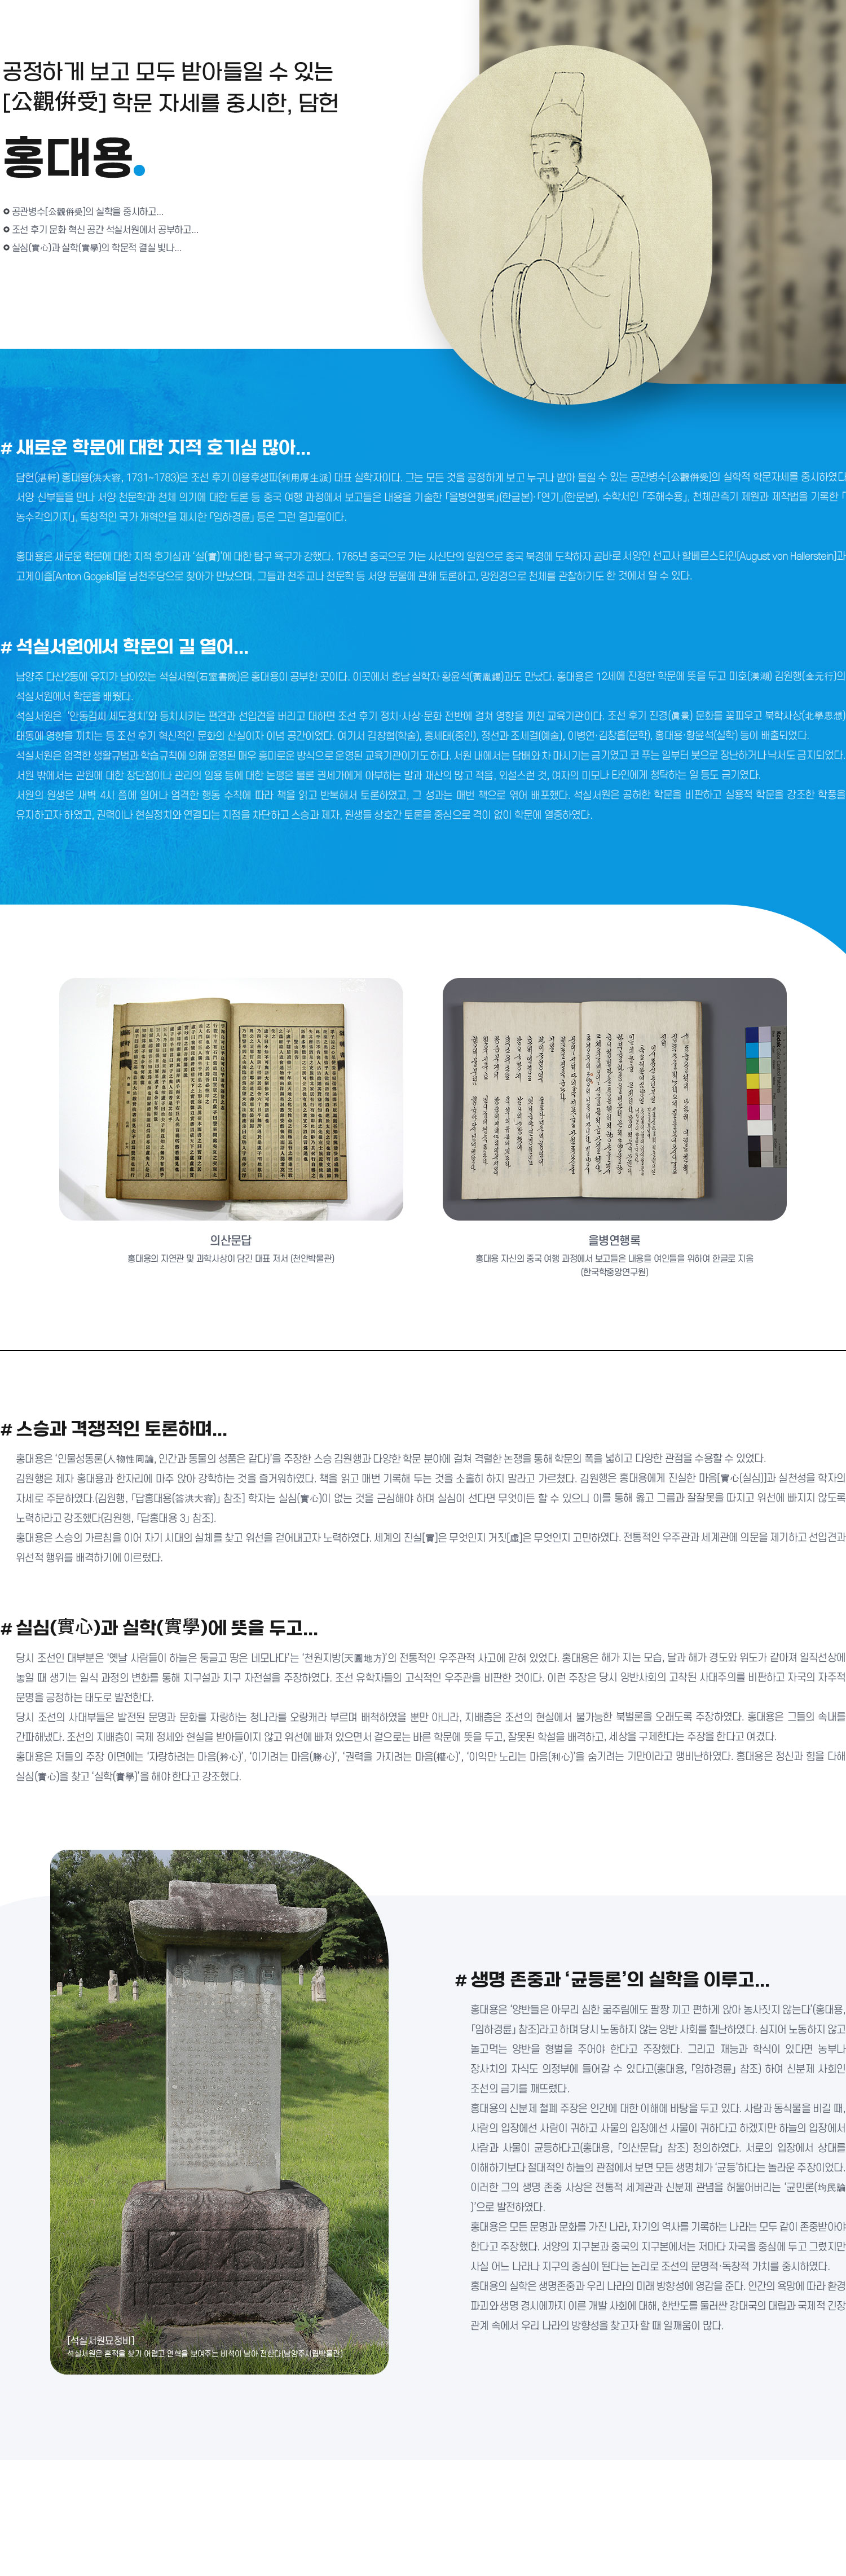 공정하게 보고 모두 받아들일 수 있는
[公觀倂受] 학문 자세를 중시한, 담헌
홍대용.
공관병수[公觀倂受]의 실학을 중시하고...
조선 후기 문화 혁신 공간 석실서원에서 공부하고...
실심(實心)과 실학(實學)의 학문적 결실 빛나...
# 새로운 학문에 대한 지적 호기심 많아...
담헌(湛軒) 홍대용(洪大容, 1731~1783)은 조선 후기 이용후생파(利用厚生派) 대표 실학자이다. 그는 모든 것을 공정하게 보고 누구나 받아 들일 수 있는 공관병수[公觀倂受]의 실학적 학문자세를 중시하였다
서양 신부들을 만나 서양 천문학과 천체 의기에 대한 토론 등 중국 여행 과정에서 보고들은 내용을 기술한 「을병연행록」(한글본)·「연기」(한문본), 수학서인 「주해수용」, 천체관측기 제원과 제작법을 기록한 「
농수각의기지」, 독창적인 국가 개혁안을 제시한 「임하경륜」 등은 그런 결과물이다.
홍대용은 새로운 학문에 대한 지적 호기심과 ‘실(實)’에 대한 탐구 욕구가 강했다. 1765년 중국으로 가는 사신단의 일원으로 중국 북경에 도착하자 곧바로 서양인 선교사 할베르스타인[August von Hallerstein]과
고게이즐[Anton Gogeisl]을 남천주당으로 찾아가 만났으며, 그들과 천주교나 천문학 등 서양 문물에 관해 토론하고, 망원경으로 천체를 관찰하기도 한 것에서 알 수 있다.
# 석실서원에서 학문의 길 열어...
남양주 다산2동에 유지가 남아있는 석실서원(石室書院)은 홍대용이 공부한 곳이다. 이곳에서 호남 실학자 황윤석(黃胤錫)과도 만났다. 홍대용은 12세에 진정한 학문에 뜻을 두고 미호(渼湖) 김원행(金元行)의
석실서원에서 학문을 배웠다.
석실서원은 ‘안동김씨 세도정치’와 등치시키는 편견과 선입견을 버리고 대하면 조선 후기 정치·사상·문화 전반에 걸쳐 영향을 끼친 교육기관이다. 조선 후기 진경(眞景) 문화를 꽃피우고 북학사상(北學思想)
태동에 영향을 끼치는 등 조선 후기 혁신적인 문화의 산실이자 이념 공간이었다. 여기서 김창협(학술), 홍세태(중인), 정선과 조세걸(예술), 이병연·김창흡(문학), 홍대용·황윤석(실학) 등이 배출되었다.
석실서원은 엄격한 생활규범과 학습규칙에 의해 운영된 매우 흥미로운 방식으로 운영된 교육기관이기도 하다. 서원 내에서는 담배와 차 마시기는 금기였고 코 푸는 일부터 붓으로 장난하거나 낙서도 금지되었다.
서원 밖에서는 관원에 대한 장단점이나 관리의 임용 등에 대한 논평은 물론 권세가에게 아부하는 말과 재산의 많고 적음, 외설스런 것, 여자의 미모나 타인에게 청탁하는 일 등도 금기였다.
서원의 원생은 새벽 4시 쯤에 일어나 엄격한 행동 수칙에 따라 책을 읽고 반복해서 토론하였고, 그 성과는 매번 책으로 엮어 배포했다. 석실서원은 공허한 학문을 비판하고 실용적 학문을 강조한 학풍을
유지하고자 하였고, 권력이나 현실정치와 연결되는 지점을 차단하고 스승과 제자, 원생들 상호간 토론을 중심으로 격이 없이 학문에 열중하였다.
의산문답
홍대용의 자연관 및 과학사상이 담긴 대표 저서 (천안박물관)
을병연행록
홍대용 자신의 중국 여행 과정에서 보고들은 내용을 여인들을 위하여 한글로 지음
(한국학중앙연구원)
# 스승과 격쟁적인 토론하며...
홍대용은 ‘인물성동론(人物性同論, 인간과 동물의 성품은 같다)’을 주장한 스승 김원행과 다양한 학문 분야에 걸쳐 격렬한 논쟁을 통해 학문의 폭을 넓히고 다양한 관점을 수용할 수 있었다.
김원행은 제자 홍대용과 한자리에 마주 앉아 강학하는 것을 즐거워하였다. 책을 읽고 매번 기록해 두는 것을 소홀히 하지 말라고 가르쳤다. 김원행은 홍대용에게 진실한 마음[實心(실심)]과 실천성을 학자의
자세로 주문하였다.(김원행, 「답홍대용(答洪大容)」 참조] 학자는 실심(實心)이 없는 것을 근심해야 하며 실심이 선다면 무엇이든 할 수 있으니 이를 통해 옳고 그름과 잘잘못을 따지고 위선에 빠지지 않도록
노력하라고 강조했다(김원행, 「답홍대용 3」 참조).
홍대용은 스승의 가르침을 이어 자기 시대의 실체를 찾고 위선을 걷어내고자 노력하였다. 세계의 진실[實]은 무엇인지 거짓[虛]은 무엇인지 고민하였다. 전통적인 우주관과 세계관에 의문을 제기하고 선입견과
위선적 행위를 배격하기에 이르렀다.
# 실심(實心)과 실학(實學)에 뜻을 두고...
당시 조선인 대부분은 ‘옛날 사람들이 하늘은 둥글고 땅은 네모나다’는 ‘천원지방(天圓地方)’의 전통적인 우주관적 사고에 갇혀 있었다. 홍대용은 해가 지는 모습, 달과 해가 경도와 위도가 같아져 일직선상에
놓일 때 생기는 일식 과정의 변화를 통해 지구설과 지구 자전설을 주장하였다. 조선 유학자들의 고식적인 우주관을 비판한 것이다. 이런 주장은 당시 양반사회의 고착된 사대주의를 비판하고 자국의 자주적
문명을 긍정하는 태도로 발전한다.
당시 조선의 사대부들은 발전된 문명과 문화를 자랑하는 청나라를 오랑캐라 부르며 배척하였을 뿐만 아니라, 지배층은 조선의 현실에서 불가능한 북벌론을 오래도록 주장하였다. 홍대용은 그들의 속내를
간파해냈다. 조선의 지배층이 국제 정세와 현실을 받아들이지 않고 위선에 빠져 있으면서 겉으로는 바른 학문에 뜻을 두고, 잘못된 학설을 배격하고, 세상을 구제한다는 주장을 한다고 여겼다.
홍대용은 저들의 주장 이면에는 ‘자랑하려는 마음(矜心)’, ‘이기려는 마음(勝心)’, ‘권력을 가지려는 마음(權心)’, ‘이익만 노리는 마음(利心)’을 숨기려는 기만이라고 맹비난하였다. 홍대용은 정신과 힘을 다해
실심(實心)을 찾고 ‘실학(實學)’을 해야 한다고 강조했다.
# 생명 존중과 ‘균등론’의 실학을 이루고...
홍대용은 ‘양반들은 아무리 심한 굶주림에도 팔짱 끼고 편하게 앉아 농사짓지 않는다’(홍대용,
「임하경륜」 참조)라고 하며 당시 노동하지 않는 양반 사회를 힐난하였다. 심지어 노동하지 않고
놀고먹는 양반을 형벌을 주어야 한다고 주장했다. 그리고 재능과 학식이 있다면 농부나
장사치의 자식도 의정부에 들어갈 수 있다고(홍대용, 「임하경륜」 참조) 하여 신분제 사회인
조선의 금기를 깨뜨렸다.
홍대용의 신분제 철폐 주장은 인간에 대한 이해에 바탕을 두고 있다. 사람과 동식물을 비길 때,
사람의 입장에선 사람이 귀하고 사물의 입장에선 사물이 귀하다고 하겠지만 하늘의 입장에서
사람과 사물이 균등하다고(홍대용, 「의산문답」 참조) 정의하였다. 서로의 입장에서 상대를
이해하기보다 절대적인 하늘의 관점에서 보면 모든 생명체가 ‘균등’하다는 놀라운 주장이었다.
이러한 그의 생명 존중 사상은 전통적 세계관과 신분제 관념을 허물어버리는 ‘균민론(均民論
)’으로 발전하였다.
홍대용은 모든 문명과 문화를 가진 나라, 자기의 역사를 기록하는 나라는 모두 같이 존중받아야
한다고 주장했다. 서양의 지구본과 중국의 지구본에서는 저마다 자국을 중심에 두고 그렸지만
사실 어느 나라나 지구의 중심이 된다는 논리로 조선의 문명적·독창적 가치를 중시하였다.
홍대용의 실학은 생명존중과 우리 나라의 미래 방향성에 영감을 준다. 인간의 욕망에 따라 환경
파괴와 생명 경시에까지 이른 개발 사회에 대해, 한반도를 둘러싼 강대국의 대립과 국제적 긴장
관계 속에서 우리 나라의 방향성을 찾고자 할 때 일깨움이 많다.
[석실서원묘정비]
석실서원은 흔적을 찾기 어렵고 연혁을 보여주는 비석이 남아 전한다(남양주시립박물관)